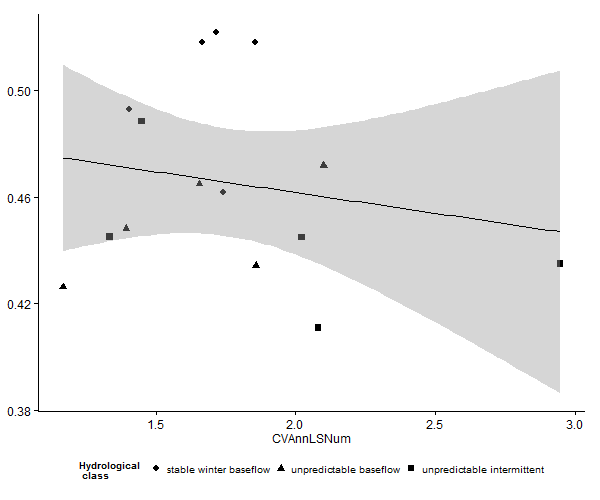 0.50
0.46
0.42
0.38
1.5 2.0 2.5 3.0
CVAnnLSNum
Hydrological
class
stable winter baseflow unpredictable baseflow unpredictable intermittent